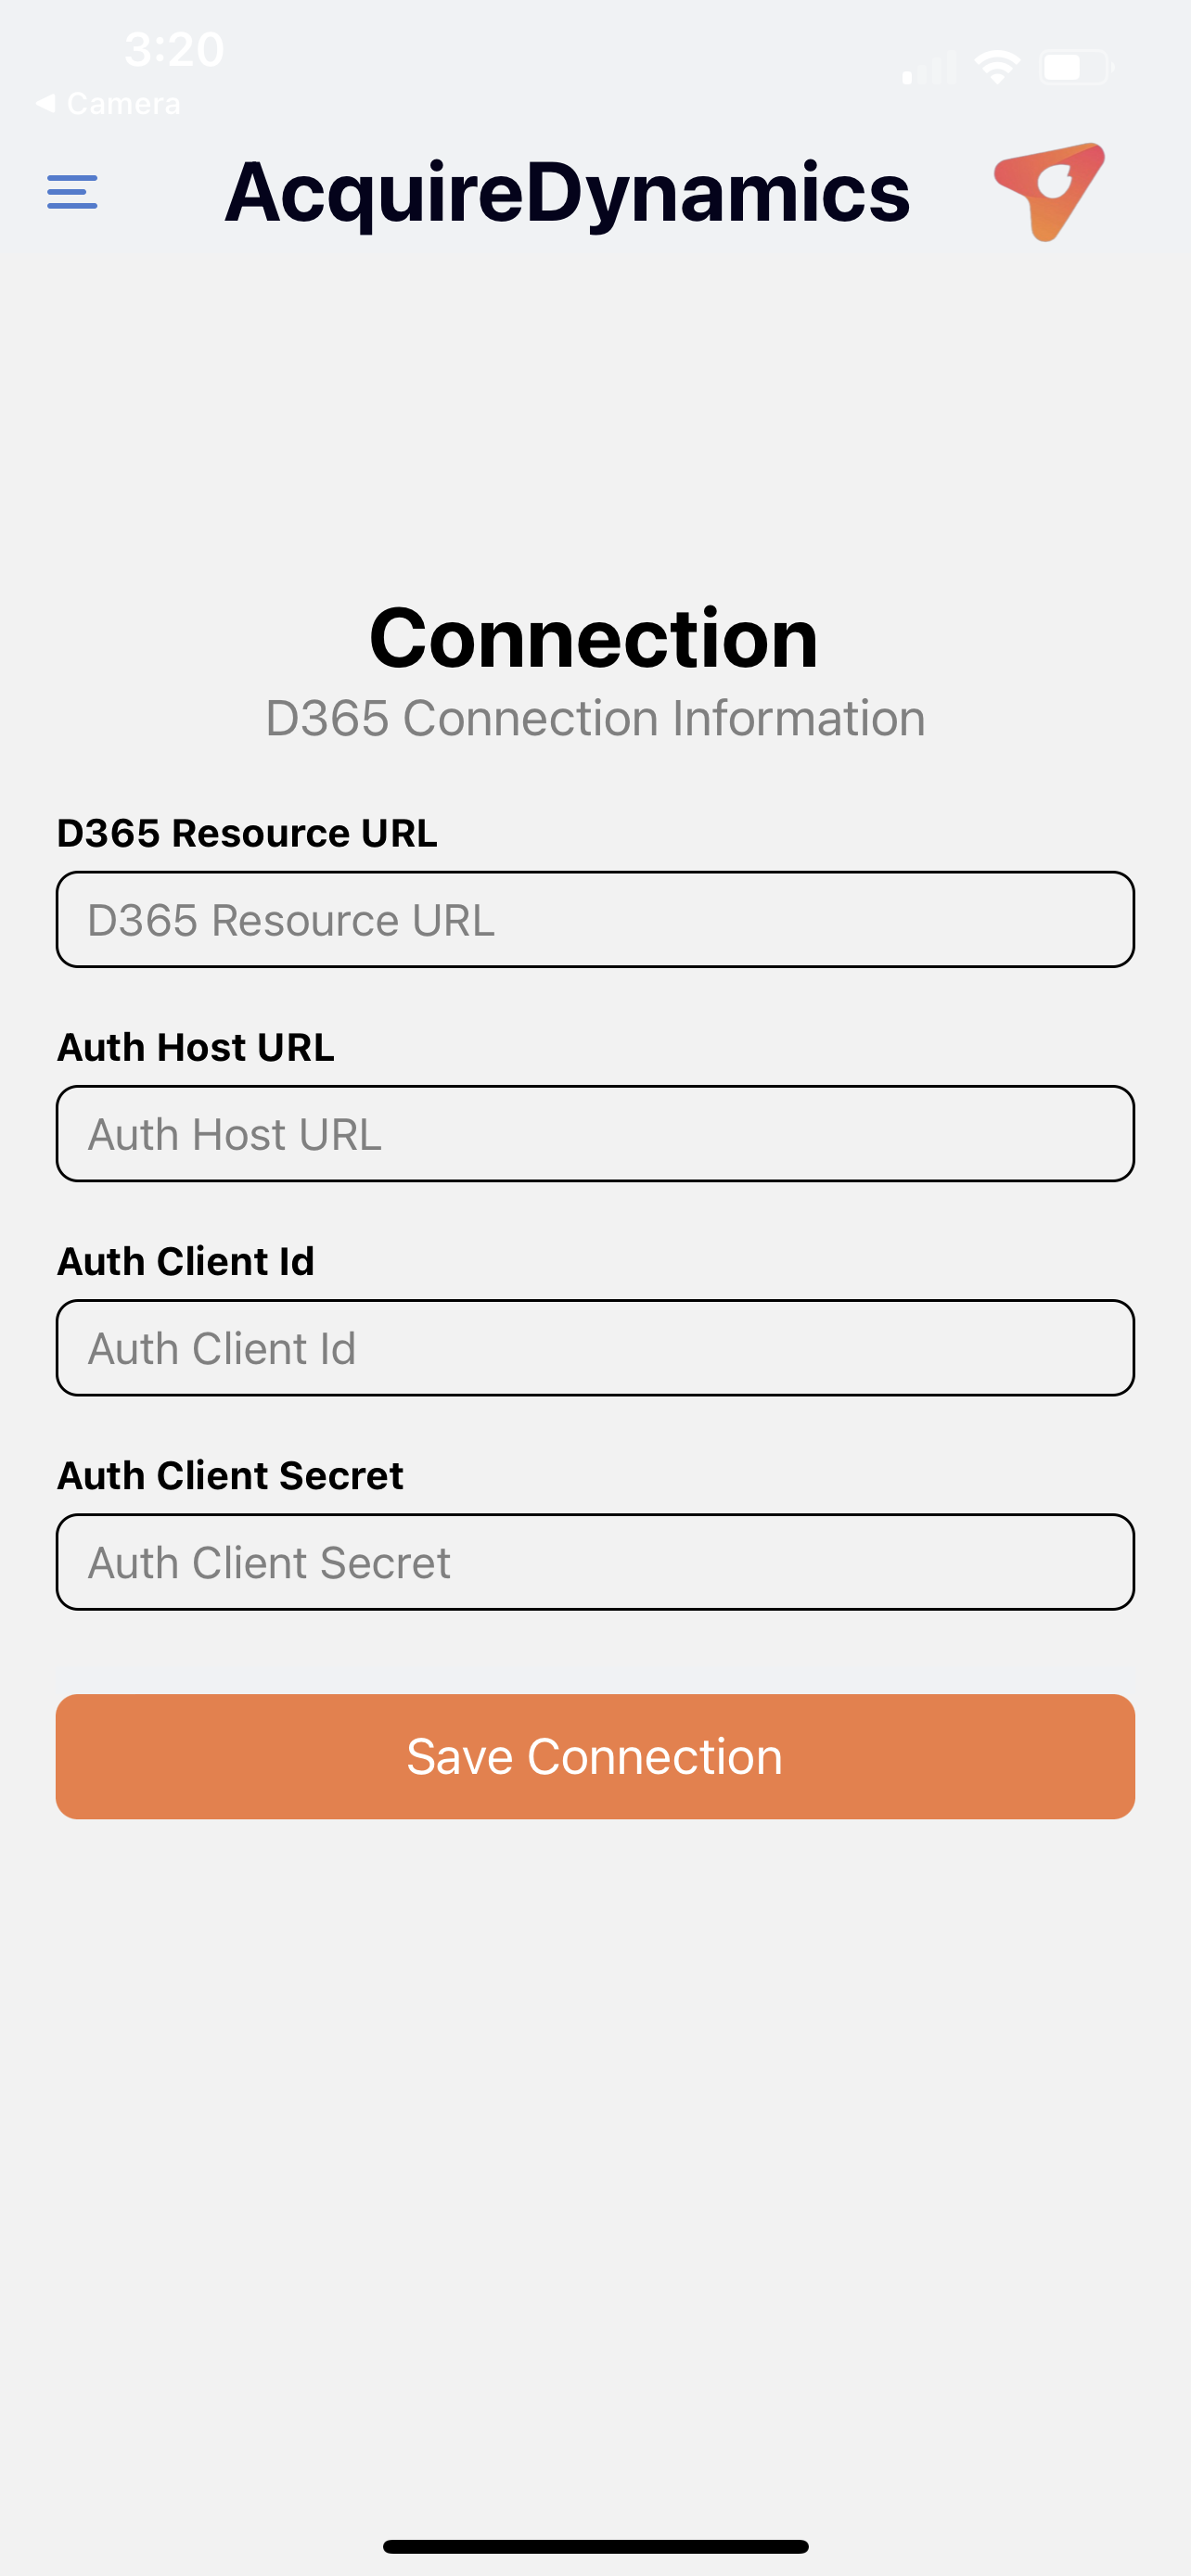 3:20
◀ Camera
AcquireDynamics
Connection
D365 Connection Information
D365 Resource URL
D365 Resource URL
Auth Host URL
Auth Host URL
Auth Client Id
Auth Client Id
Auth Client Secret
Auth Client Secret
Save Connection